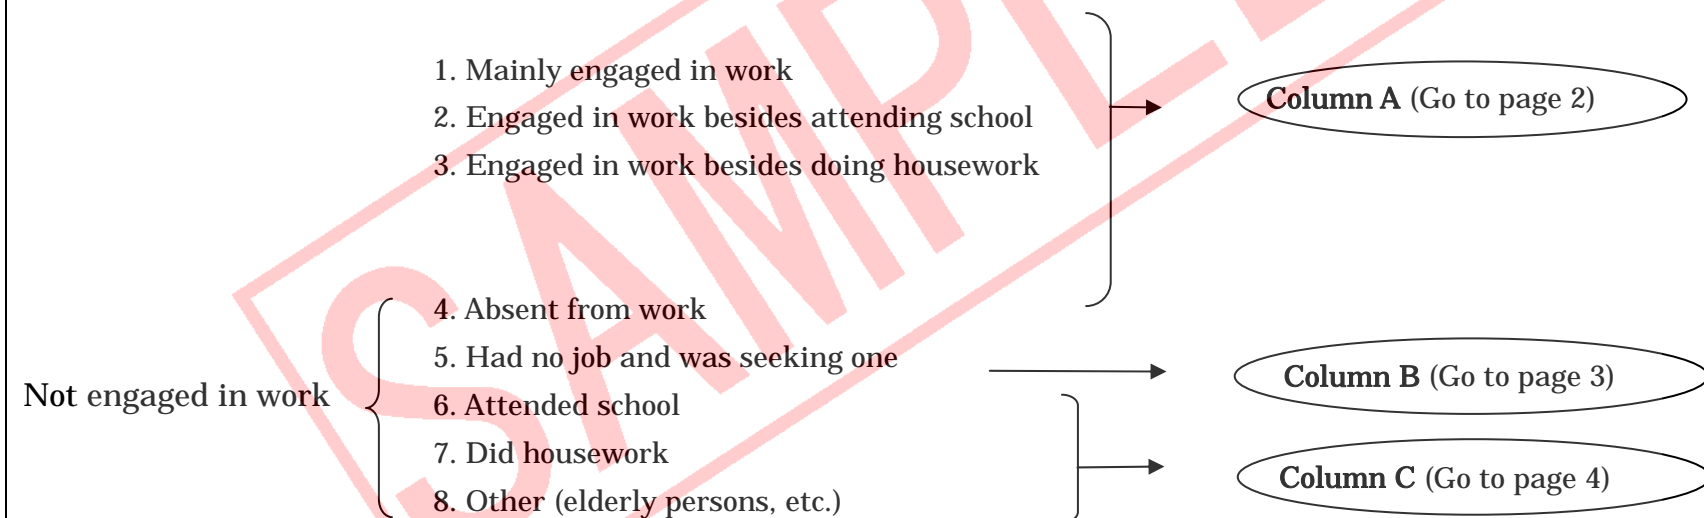 1. Mainly engaged in work
2. Engaged in work besides attending school
3. Engaged in work besides doing housework
Column A (Go to page 2)
Not engaged in work
4. Absent from work
5. Had no job and was seeking one
6. Attended school
7. Did housework
8. Other (elderly persons, etc.)
Column B (Go to page 3)
Column C (Go to page 4)
SAMPLE